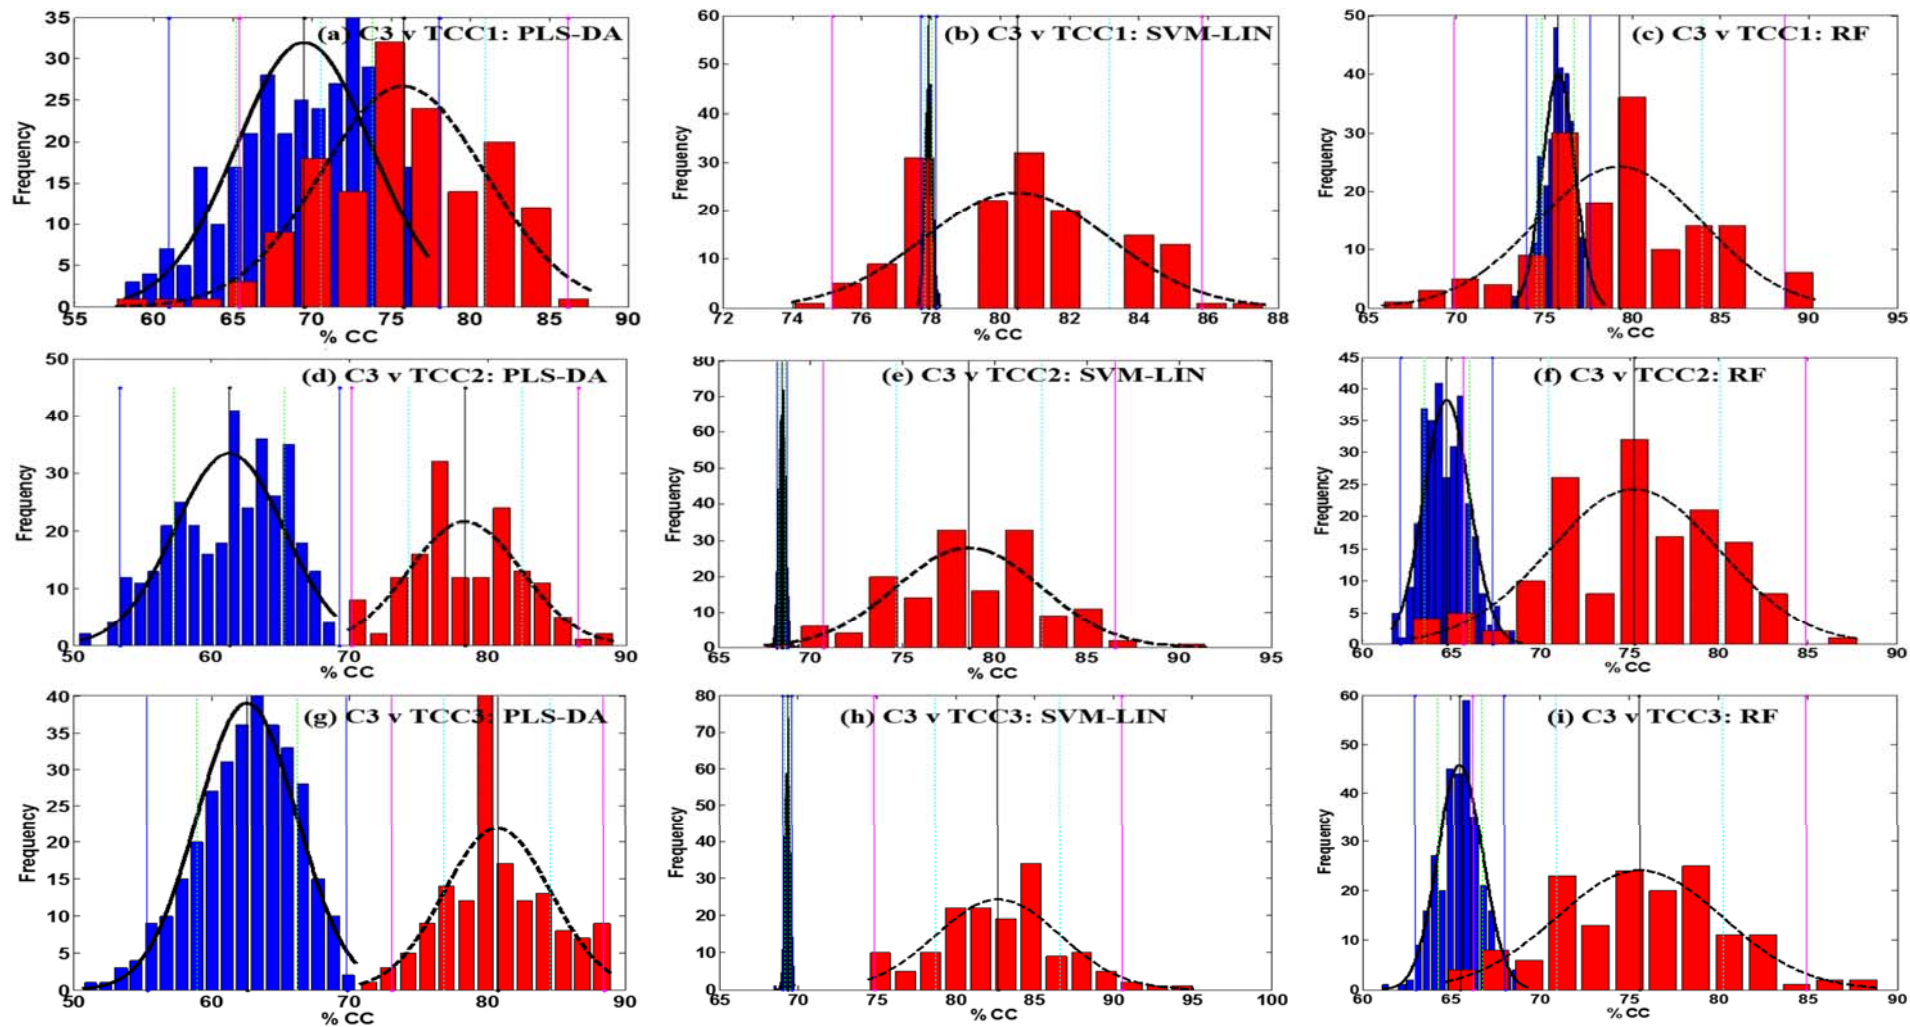 (a) C3 v TCC1: PLS-DA
Frequency
35
30
25
20
15
10
5
0
55 60 65 70 75 80 85 90
% CC
(b) C3 v TCC1: SVM-LIN
Frequency
60
50
40
30
20
10
0
72 74 76 78 80 82 84 86 88
% CC
(c) C3 v TCC1: RF
Frequency
50
40
30
20
10
0
65 70 75 80 85 90 95
% CC
(d) C3 v TCC2: PLS-DA
Frequency
50
40
30
20
10
0
50 60 70 80 90
% CC
(e) C3 v TCC2: SVM-LIN
Frequency
80
70
60
50
40
30
20
10
0
65 70 75 80 85 90 95
% CC
(f) C3 v TCC2: RF
Frequency
45
40
35
30
25
20
15
10
5
0
60 65 70 75 80 85 90
% CC
(g) C3 v TCC3: PLS-DA
Frequency
40
35
30
25
20
15
10
5
0
50 60 70 80 90
% CC
(h) C3 v TCC3: SVM-LIN
Frequency
80
70
60
50
40
30
20
10
0
65 70 75 80 85 90 95 100
% CC
(i) C3 v TCC3: RF
Frequency
60
50
40
30
20
10
0
60 65 70 75 80 85 90
% CC